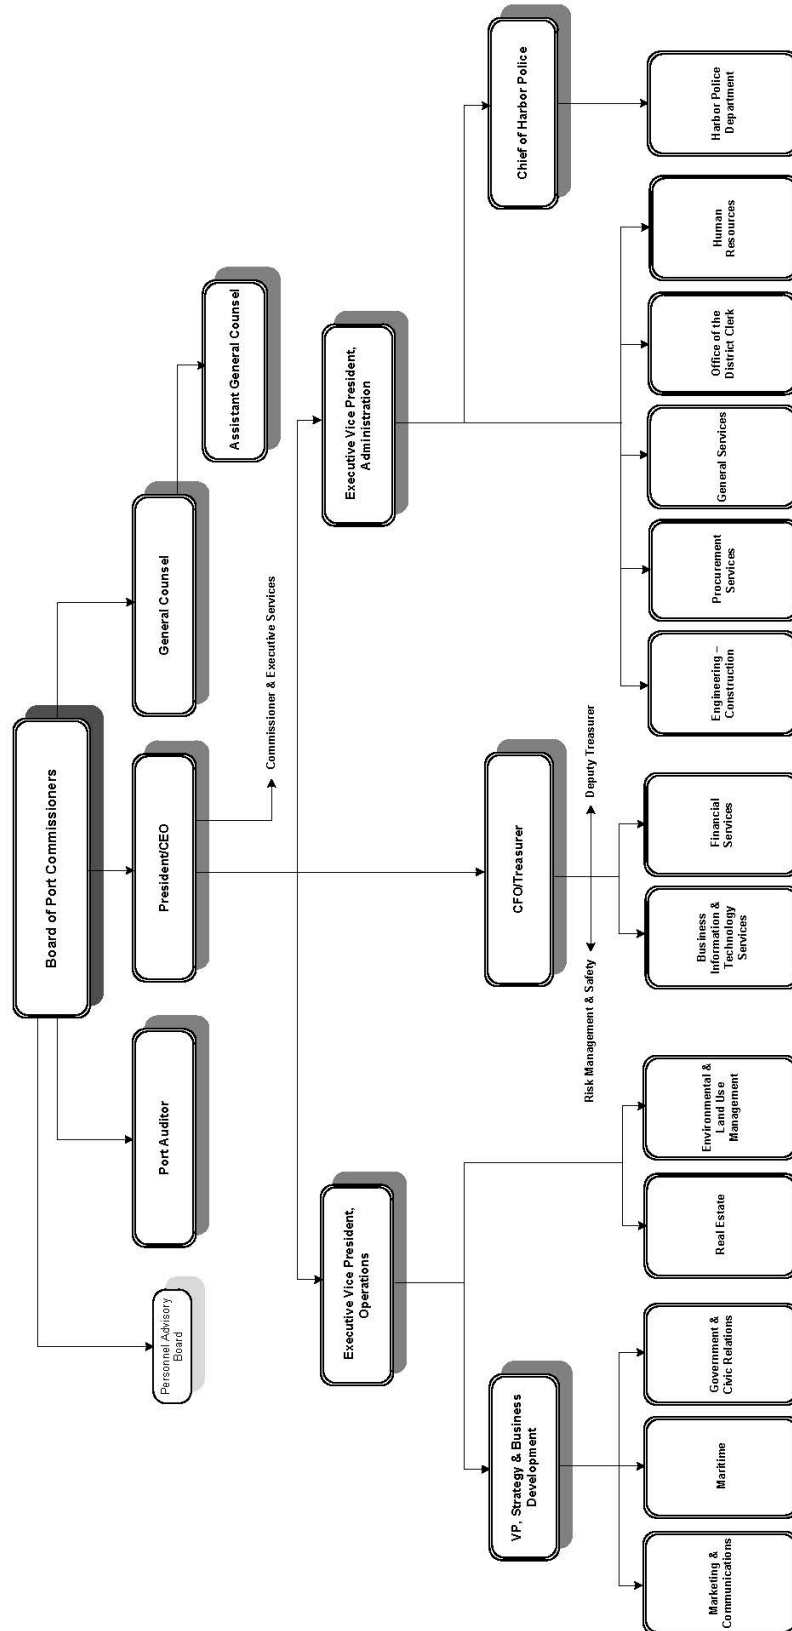 Board of Port Commissioners
Personnel Advisory
Board
Port Auditor
President/CEO
General Counsel
Assistant General Counsel
Commissioner & Executive Services
Executive Vice President,
Operations
Executive Vice President,
Administration
VP, Strategy & Business
Development
CFO/Treasurer
Chief of Harbor Police
Risk Management & Safety
Deputy Treasurer
Marketing &
Communications
Maritime
Government &
Civic Relations
Real Estate
Environmental &
Land Use
Management
Business
Information &
Technology
Services
Financial
Services
Engineering –
Construction
Procurement
Services
General Services
Office of the
District Clerk
Human
Resources
Harbor Police
Department